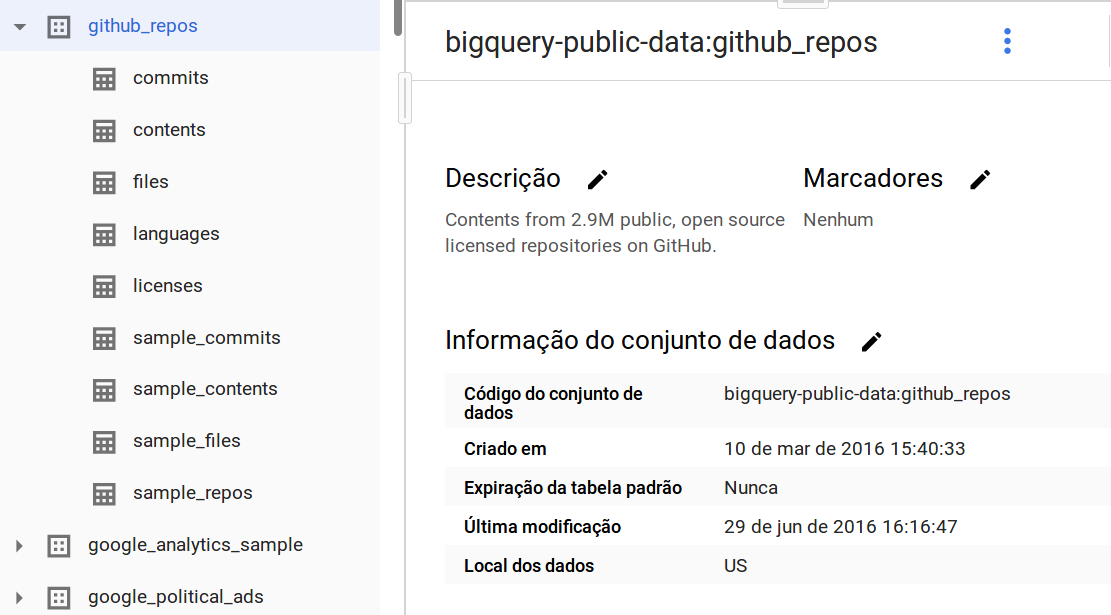 github_repos
commits
contents
files
languages
licenses
sample_commits
sample_contents
sample_files
sample_repos
google_analytics_sample
google_political_ads
bigquery-public-data:github_repos
Descrição
Contents from 2.9M public, open source
licensed repositories on GitHub.
Marcadores
Nenhum
Informação do conjunto de dados
Código do conjunto de
dados
bigquery-public-data:github_repos
Criado em
10 de mar de 2016 15:40:33
Expiração da tabela padrão
Nunca
Última modificação
29 de jun de 2016 16:16:47
Local dos dados
US